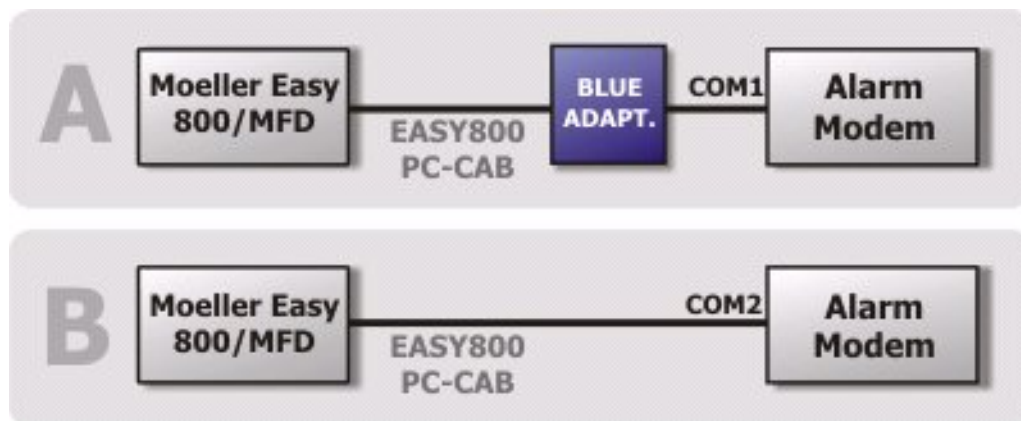 A
Moeller Easy
800/MFD
EASY800
PC-CAB
BLUE
ADAPT.
COM1
Alarm
Modem
B
Moeller Easy
800/MFD
EASY800
PC-CAB
COM2
Alarm
Modem